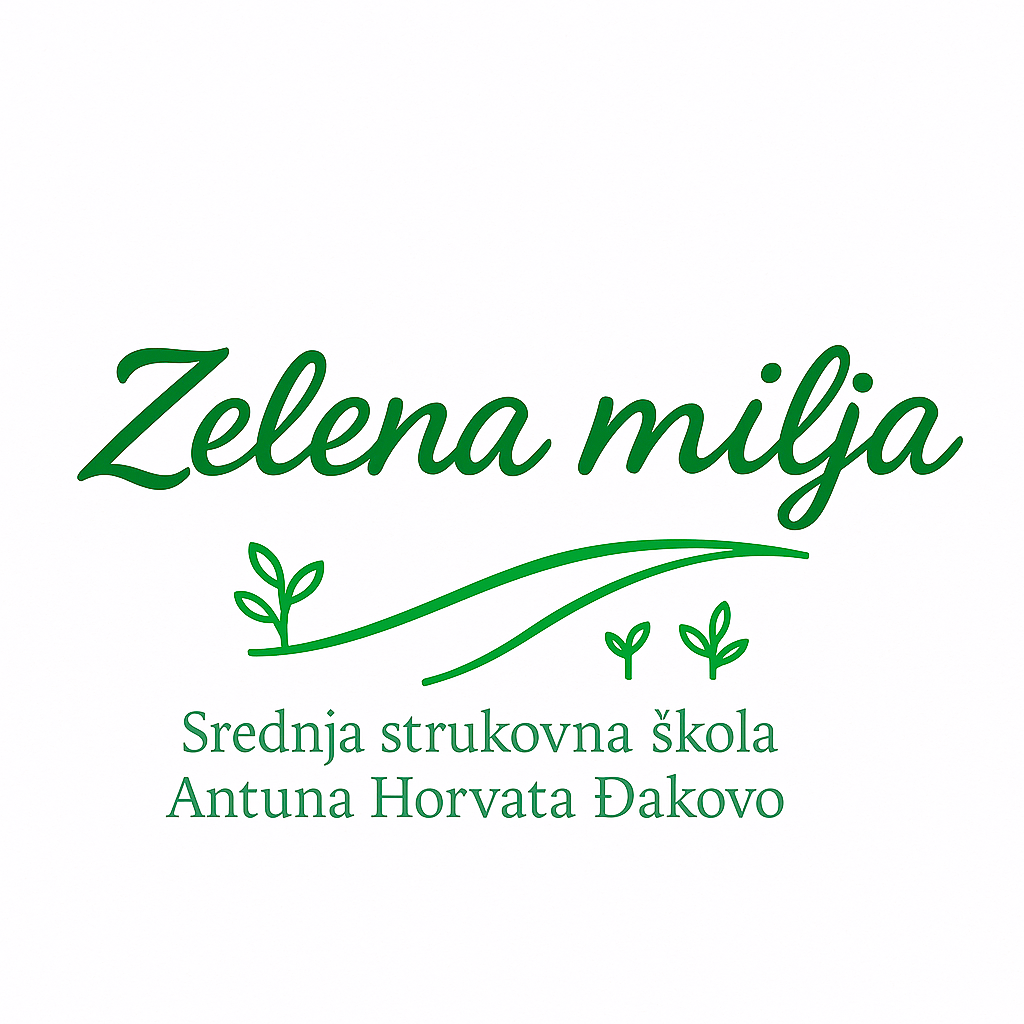 Zelena milja
Srednja strukovna škola
Antuna Horvata Đakovo